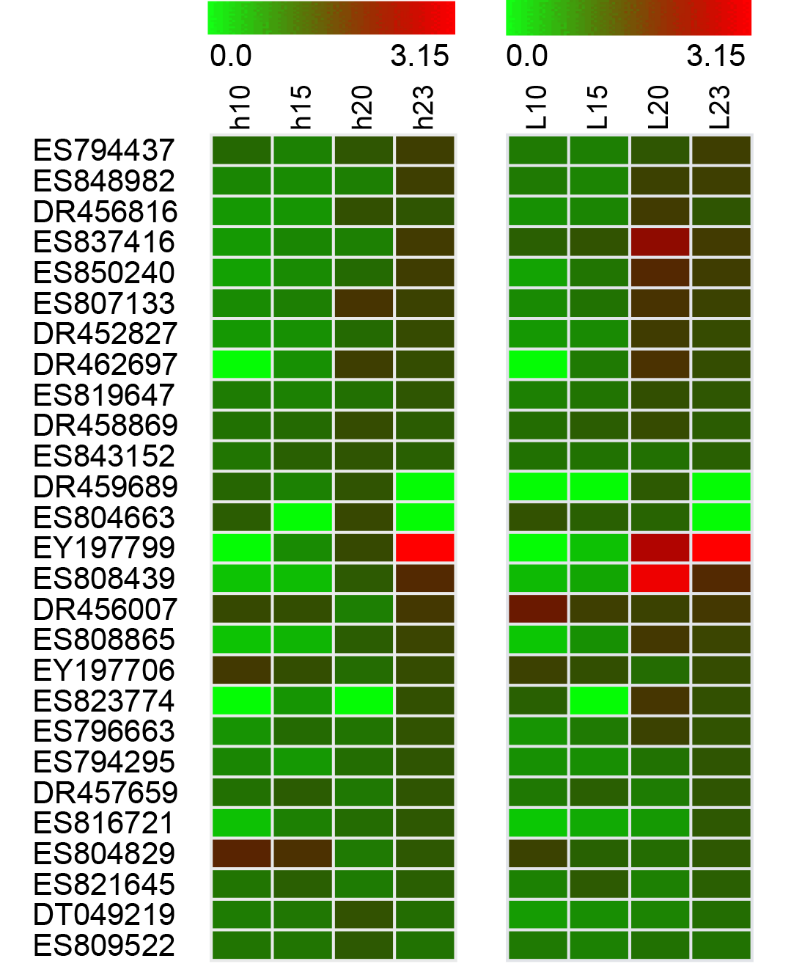 0.0 3.15 0.0 3.15
h10 h15 h20 h23 L10 L15 L20 L23
ES794437
ES848982
DR456816
ES837416
ES850240
ES807133
DR452827
DR462697
ES819647
DR458869
ES843152
DR459689
ES804663
EY197799
ES808439
DR456007
ES808865
EY197706
ES823774
ES796663
ES794295
DR457659
ES816721
ES804829
ES821645
DT049219
ES809522